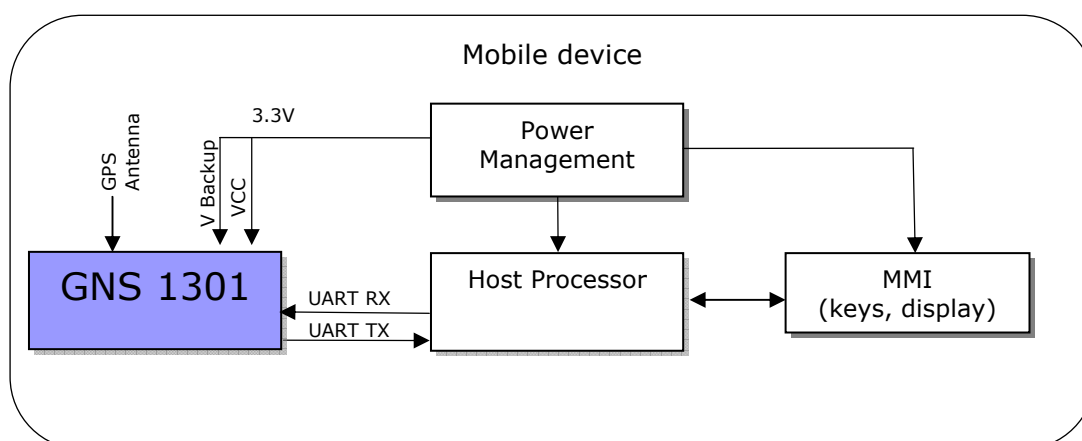 Mobile device
3.3V
Power
Management
GPS
Antenna
V Backup
VCC
GNS 1301
UART RX
UART TX
Host Processor
MMI
(keys, display)